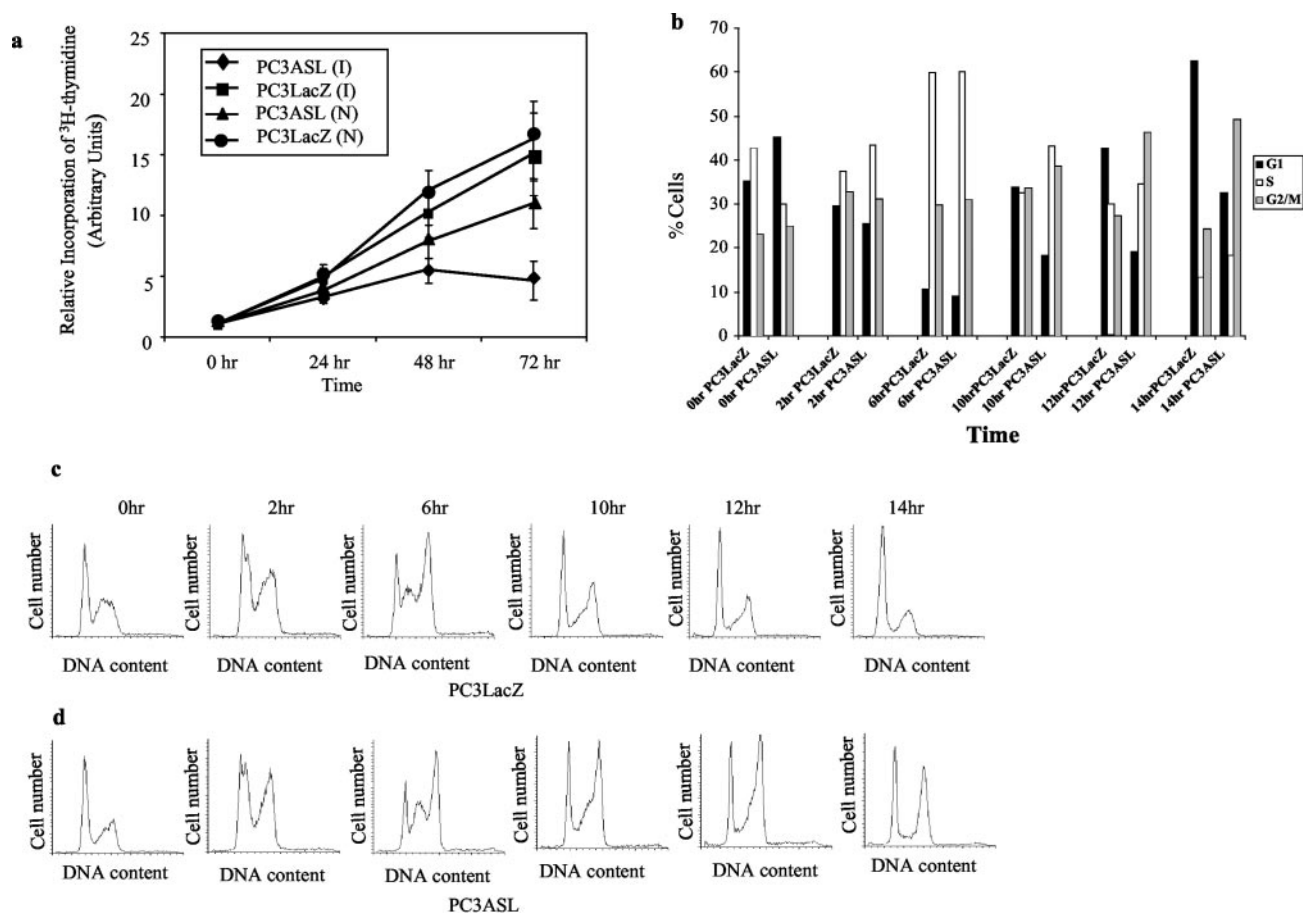 a
Relative Incorporation of ³H-thymidine
(Arbitrary Units)
25
20
15
10
5
0
PC3ASL (I)
PC3LacZ (I)
PC3ASL (N)
PC3LacZ (N)
0 hr
24 hr
48 hr
72 hr
Time
b
% Cells
70
60
50
40
30
20
10
0
G1
S
G2/M
0hr PC3LacZ
0hr PC3ASL
2hr PC3LacZ
2hr PC3ASL
6hrPC3LacZ
6hr PC3ASL
10hrPC3LacZ
10hr PC3ASL
12hrPC3LacZ
12hr PC3ASL
14hrPC3LacZ
14hr PC3ASL
Time
c
0hr
2hr
6hr
10hr
12hr
14hr
Cell number
Cell number
Cell number
Cell number
Cell number
Cell number
DNA content
DNA content
DNA content
DNA content
DNA content
DNA content
PC3LacZ
d
Cell number
Cell number
Cell number
Cell number
Cell number
Cell number
DNA content
DNA content
DNA content
DNA content
DNA content
DNA content
PC3ASL